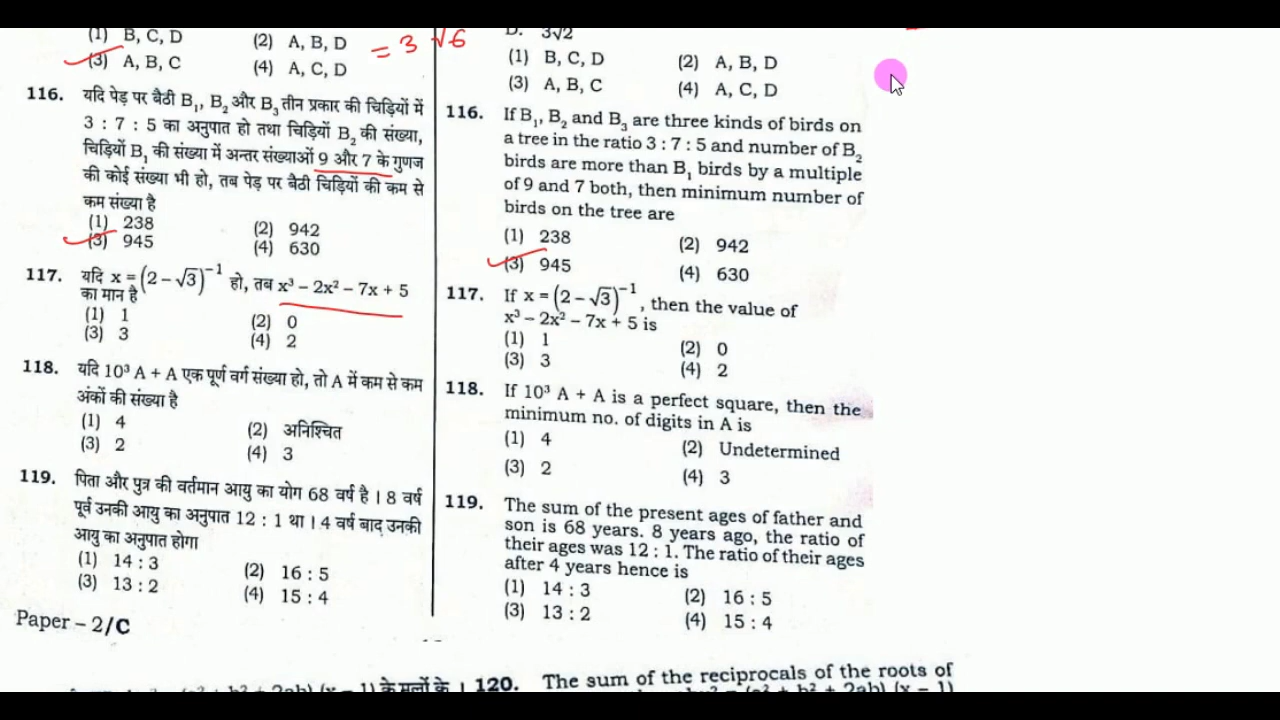 (1) B, C, D (2) A, B, D
(3) A, B, C (4) A, C, D
= 3 √6
116. यदि पेड़ पर बैठी B₁, B₂ और B₃ तीन प्रकार की चिड़ियों में
3 : 7 : 5 का अनुपात हो तथा चिड़ियों B₂ की संख्या,
चिड़ियों B₁ की संख्या में अन्तर संख्याओं 9 और 7 के गुणज
की कोई संख्या भी हो, तब पेड़ पर बैठी चिड़ियों की कम से
कम संख्या है
(1) 238 (2) 942
(3) 945 (4) 630
117. यदि x = (2 – √3)⁻¹ हो, तब x³ – 2x² – 7x + 5
का मान है
(1) 1 (2) 0
(3) 3 (4) 2
118. यदि 10³ A + A एक पूर्ण वर्ग संख्या हो, तो A में कम से कम
अंकों की संख्या है
(1) 4 (2) अनिश्चित
(3) 2 (4) 3
119. पिता और पुत्र की वर्तमान आयु का योग 68 वर्ष है । 8 वर्ष
पूर्व उनकी आयु का अनुपात 12 : 1 था । 4 वर्ष बाद उनकी
आयु का अनुपात होगा
(1) 14 : 3 (2) 16 : 5
(3) 13 : 2 (4) 15 : 4
Paper – 2/C
D. 3√2
(1) B, C, D (2) A, B, D
(3) A, B, C (4) A, C, D
116. If B₁, B₂ and B₃ are three kinds of birds on
a tree in the ratio 3 : 7 : 5 and number of B₂
birds are more than B₁ birds by a multiple
of 9 and 7 both, then minimum number of
birds on the tree are
(1) 238 (2) 942
(3) 945 (4) 630
117. If x = (2 – √3)⁻¹, then the value of
x³ – 2x² – 7x + 5 is
(1) 1 (2) 0
(3) 3 (4) 2
118. If 10³ A + A is a perfect square, then the
minimum no. of digits in A is
(1) 4 (2) Undetermined
(3) 2 (4) 3
119. The sum of the present ages of father and
son is 68 years. 8 years ago, the ratio of
their ages was 12 : 1. The ratio of their ages
after 4 years hence is
(1) 14 : 3 (2) 16 : 5
(3) 13 : 2 (4) 15 : 4
(x – 1) के मूलों के ।
120. The sum of the reciprocals of the roots of
(a² + b² + 2ab) (x – 1)